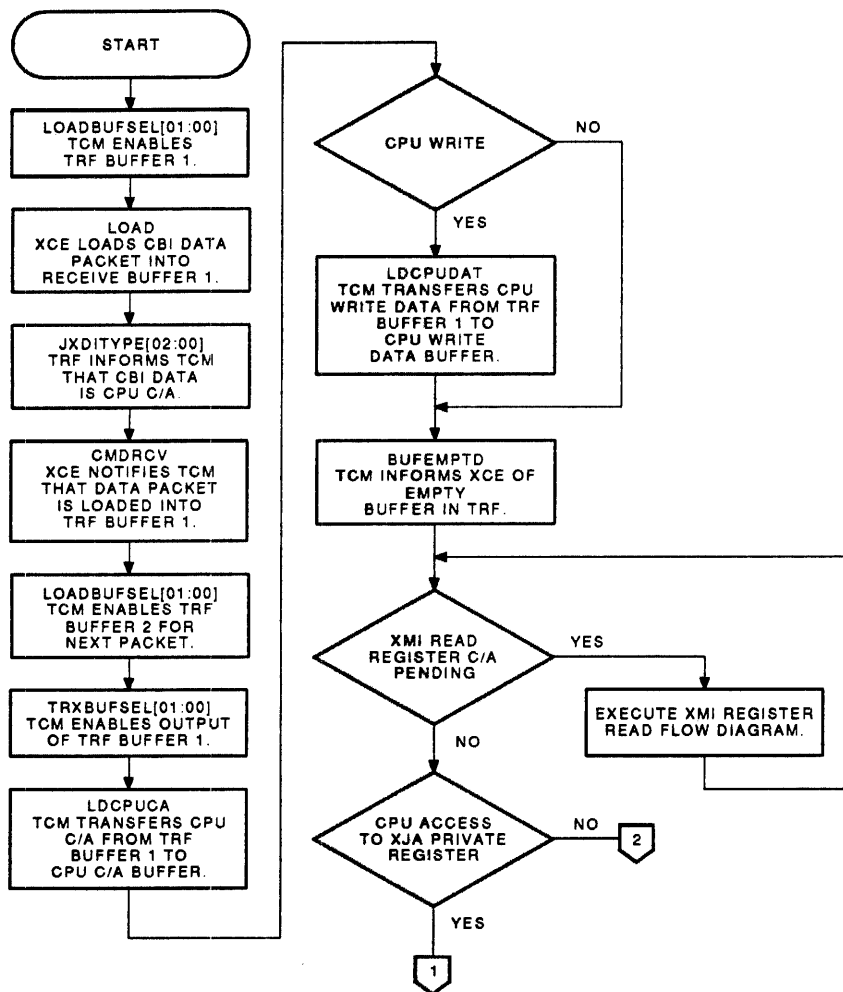 START
LOADBUFSEL[01:00]
TCM ENABLES
TRF BUFFER 1.
LOAD
XCE LOADS CBI DATA
PACKET INTO
RECEIVE BUFFER 1.
JXDITYPE[02:00]
TRF INFORMS TCM
THAT CBI DATA
IS CPU C/A.
CMDRCV
XCE NOTIFIES TCM
THAT DATA PACKET
IS LOADED INTO
TRF BUFFER 1.
LOADBUFSEL[01:00]
TCM ENABLES TRF
BUFFER 2 FOR
NEXT PACKET.
TRXBUFSEL[01:00]
TCM ENABLES OUTPUT
OF TRF BUFFER 1.
LDCPUCA
TCM TRANSFERS CPU
C/A FROM TRF
BUFFER 1 TO
CPU C/A BUFFER.
CPU WRITE
NO
YES
LDCPUDAT
TCM TRANSFERS CPU
WRITE DATA FROM TRF
BUFFER 1 TO
CPU WRITE
DATA BUFFER.
BUFEMPTD
TCM INFORMS XCE OF
EMPTY
BUFFER IN TRF.
XMI READ
REGISTER C/A
PENDING
YES
EXECUTE XMI REGISTER
READ FLOW DIAGRAM.
NO
CPU ACCESS
TO XJA PRIVATE
REGISTER
NO
2
YES
1